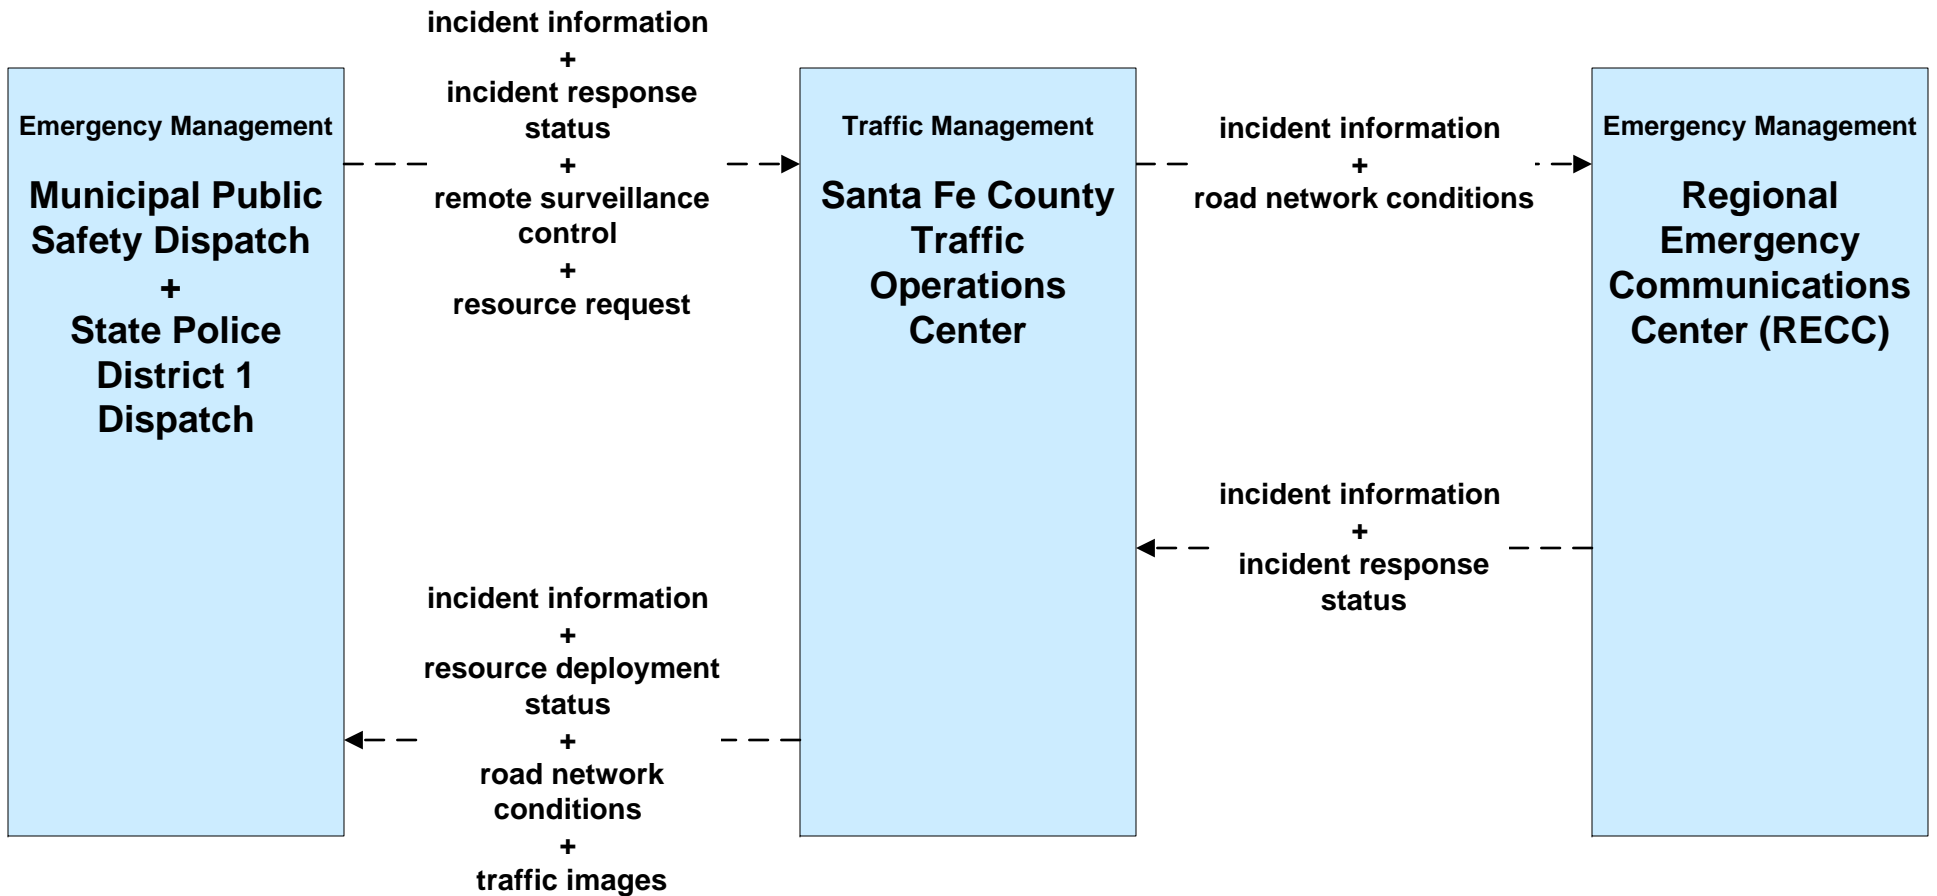 Emergency Management
Municipal Public
Safety Dispatch
+
State Police
District 1
Dispatch
incident information
+
incident response
status
+
remote surveillance
control
+
resource request
incident information
+
resource deployment
status
+
road network
conditions
+
traffic images
Traffic Management
Santa Fe County
Traffic
Operations
Center
incident information
+
road network conditions
incident information
+
incident response
status
Emergency Management
Regional
Emergency
Communications
Center (RECC)